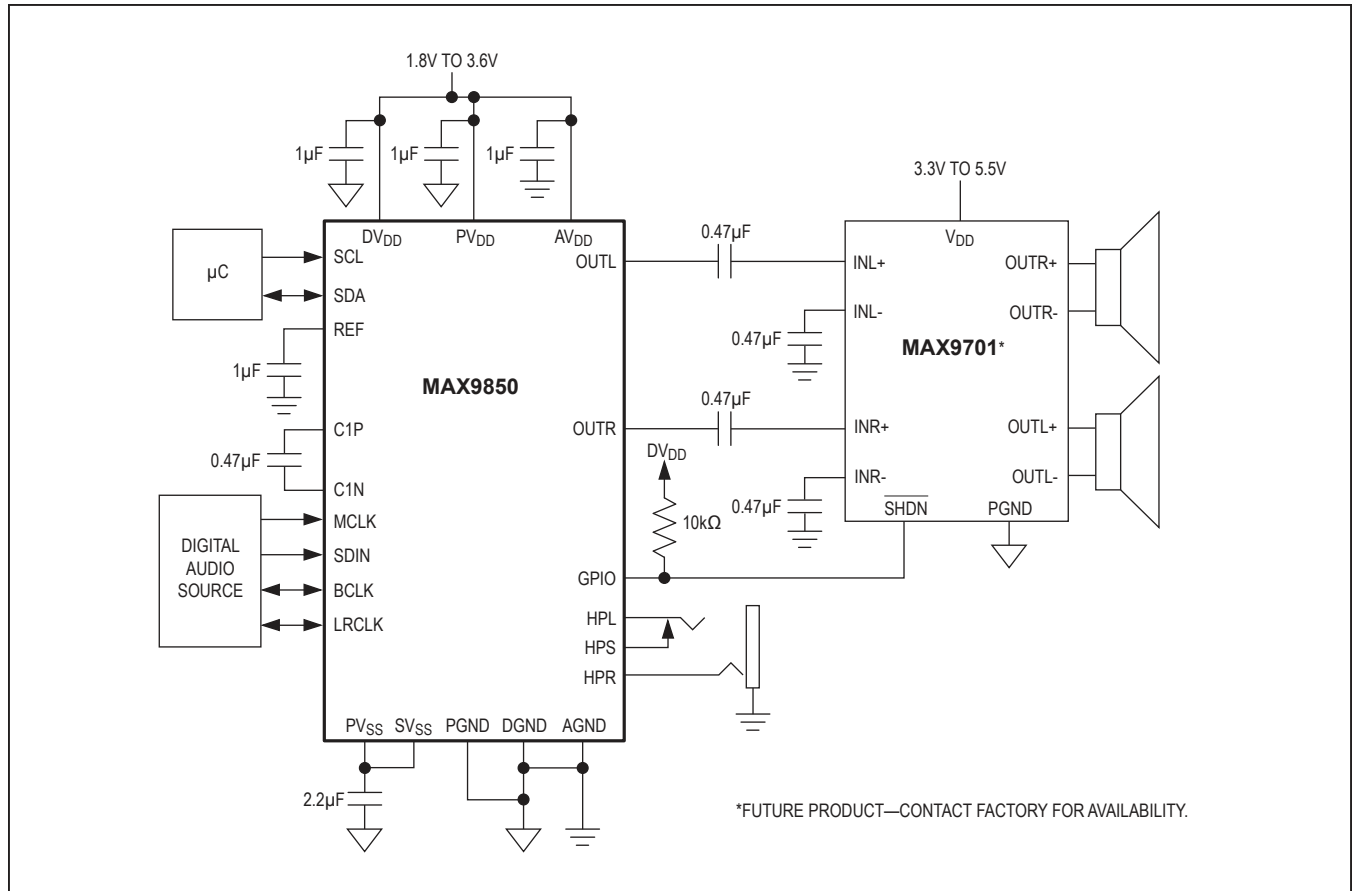 1.8V TO 3.6V
1µF
1µF
1µF
3.3V TO 5.5V
DVDD
PVDD
AVDD
µC
SCL
SDA
REF
1µF
C1P
0.47µF
C1N
DIGITAL
AUDIO
SOURCE
MCLK
SDIN
BCLK
LRCLK
MAX9850
OUTL
OUTR
GPIO
HPL
HPS
HPR
PVSS
SVSS
PGND
DGND
AGND
2.2µF
0.47µF
0.47µF
0.47µF
0.47µF
DVDD
10kΩ
VDD
INL+
INL-
INR+
INR-
MAX9701*
OUTR+
OUTR-
OUTL+
OUTL-
SHDN
PGND
*FUTURE PRODUCT—CONTACT FACTORY FOR AVAILABILITY.